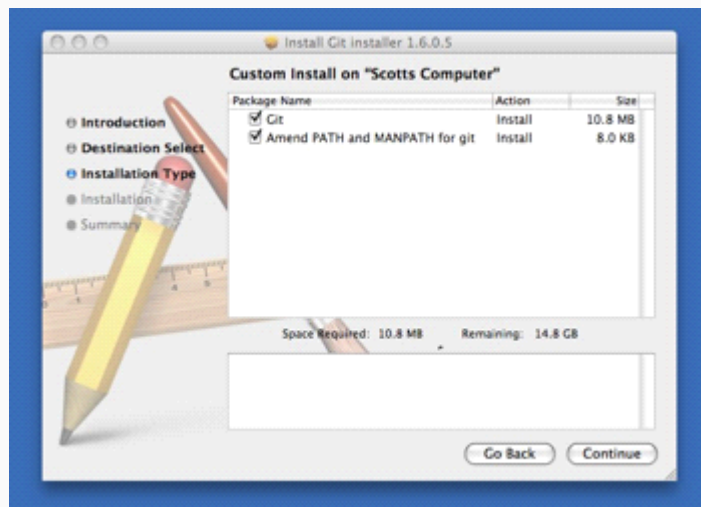 Install Git installer 1.6.0.5
Custom Install on "Scotts Computer"
Introduction
Destination Select
Installation Type
Installation
Summary
Package Name Action Size
Git Install 10.8 MB
Amend PATH and MANPATH for git Install 8.0 KB
Space Required: 10.8 MB Remaining: 14.8 GB
Go Back Continue